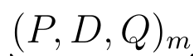 (P, D, Q)ₘ